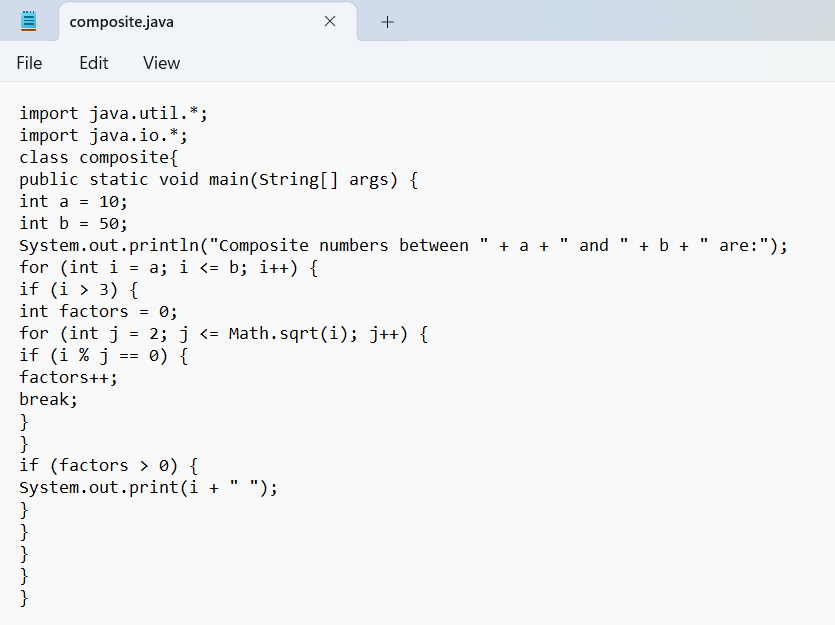 composite.java
File Edit View
import java.util.*;
import java.io.*;
class composite{
public static void main(String[] args) {
int a = 10;
int b = 50;
System.out.println("Composite numbers between " + a + " and " + b + " are:");
for (int i = a; i <= b; i++) {
if (i > 3) {
int factors = 0;
for (int j = 2; j <= Math.sqrt(i); j++) {
if (i % j == 0) {
factors++;
break;
}
}
if (factors > 0) {
System.out.print(i + " ");
}
}
}
}
}